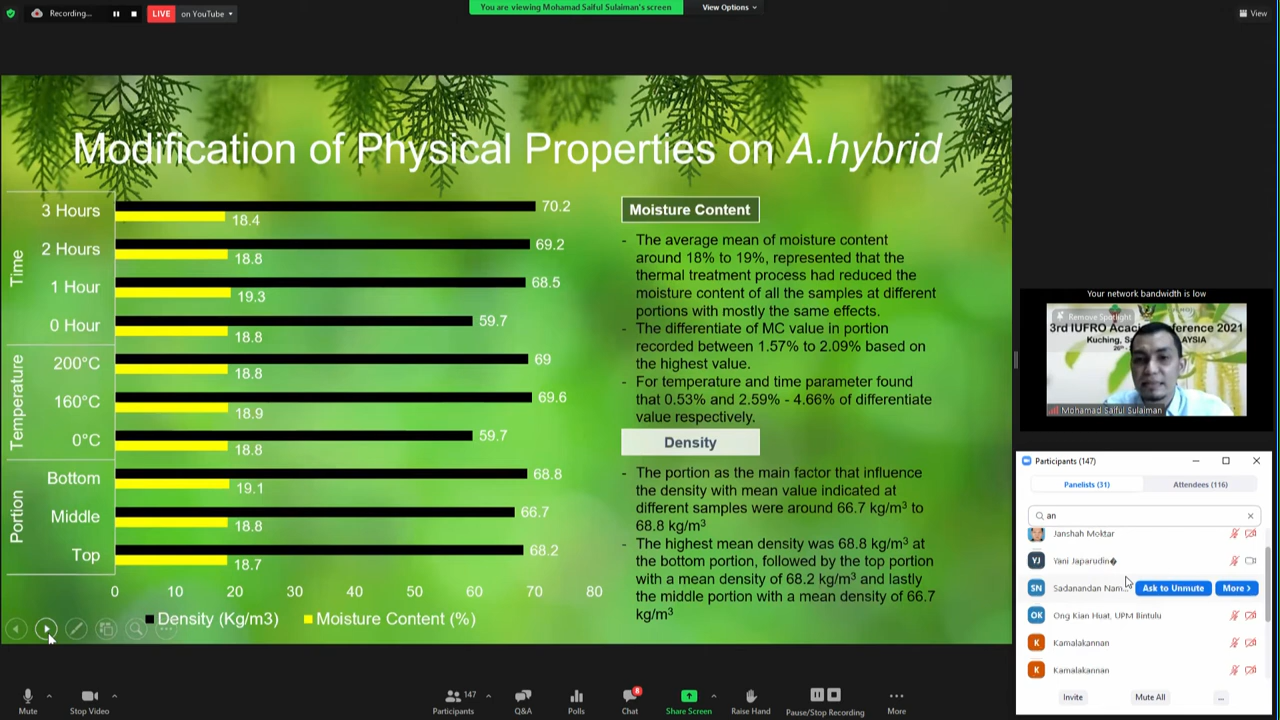 Recording...
LIVE
on YouTube
You are viewing Mohamad Saiful Sulaiman's screen
View Options
View
Modification of Physical Properties on A.hybrid
Time
3 Hours
70.2
18.4
2 Hours
69.2
18.8
1 Hour
68.5
19.3
0 Hour
59.7
18.8
Temperature
200°C
69
18.8
160°C
69.6
18.9
0°C
59.7
18.8
Portion
Bottom
68.8
19.1
Middle
66.7
18.8
Top
68.2
18.7
0 10 20 30 40 50 60 70 80
Density (Kg/m3) Moisture Content (%)
Moisture Content
- The average mean of moisture content
around 18% to 19%, represented that the
thermal treatment process had reduced the
moisture content of all the samples at different
portions with mostly the same effects.
- The differentiate of MC value in portion
recorded between 1.57% to 2.09% based on
the highest value.
- For temperature and time parameter found
that 0.53% and 2.59% - 4.66% of differentiate
value respectively.
Density
- The portion as the main factor that influence
the density with mean value indicated at
different samples were around 66.7 kg/m³ to
68.8 kg/m³
- The highest mean density was 68.8 kg/m³ at
the bottom portion, followed by the top portion
with a mean density of 68.2 kg/m³ and lastly
the middle portion with a mean density of 66.7
kg/m³
Your network bandwidth is low
Remove Spotlight
3rd IUFRO Acac ference 2021
Kuching, Sa AYSIA
Mohamad Saiful Sulaiman
Participants (147)
Panelists (31)
Attendees (116)
an
Janshah Moktar
YJ Yani Japarudin�
SN Sadanandan Nam... Ask to Unmute More
OK Ong Kian Huat, UPM Bintulu
K Kamalakannan
K Kamalakannan
Invite
Mute All
...
Mute
Stop Video
147
Participants
Q&A
Polls
8
Chat
Share Screen
Raise Hand
Pause/Stop Recording
More